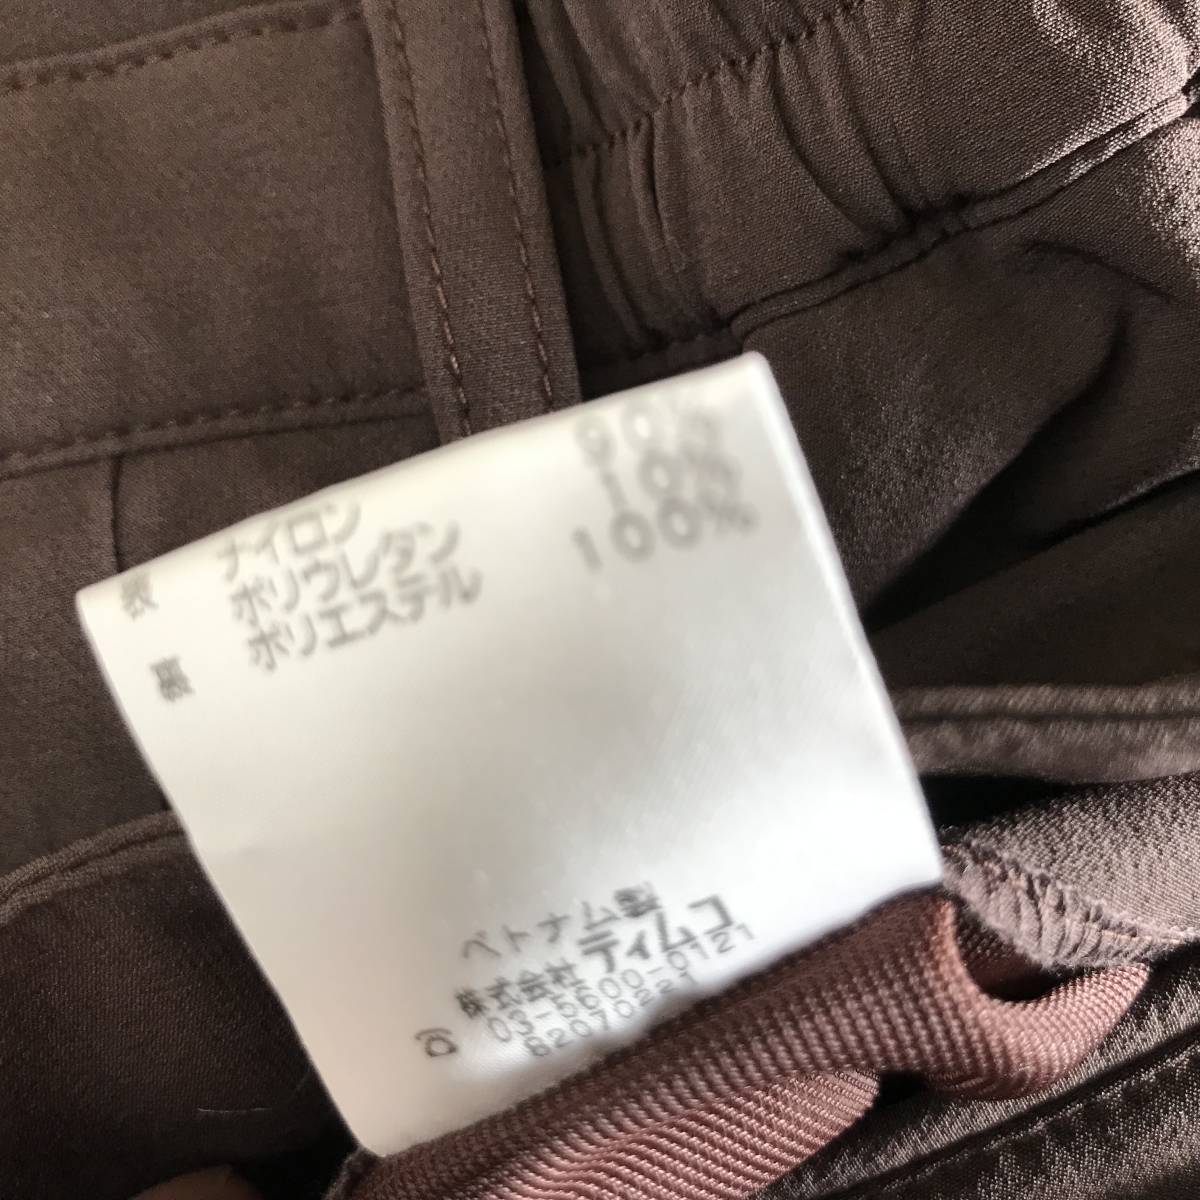 表 ナイロン 90%
ポリウレタン 10%
裏 ポリエステル 100%
ベトナム製
株式会社 ティムコ
03-5600-0121
82070221